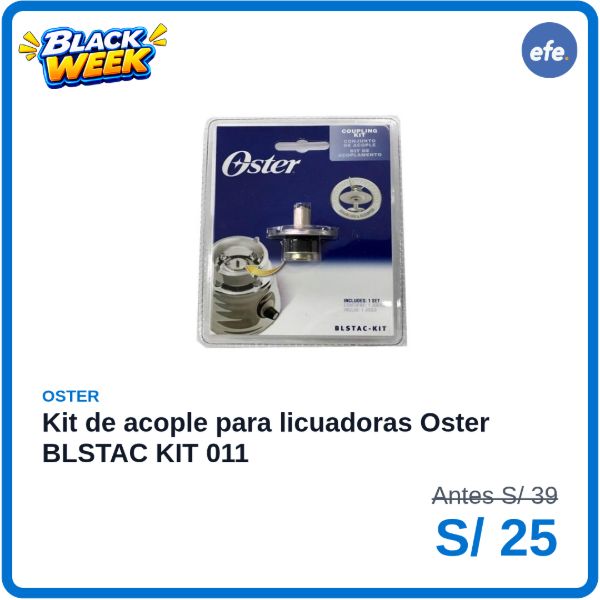 BLACK
WEEK
efe.
COUPLING
KIT
CONJUNTO
DE ACOPLE
KIT DE
ACOPLAMENTO
Oster
INCLUDES: 1 SET
BLSTAC-KIT
OSTER
Kit de acople para licuadoras Oster
BLSTAC KIT 011
Antes S/ 39
S/ 25